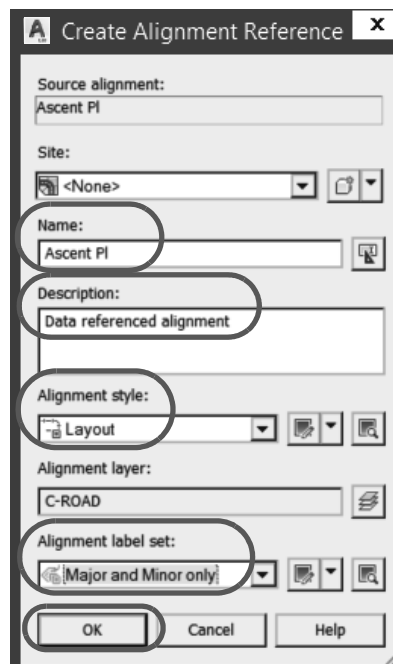 Create Alignment Reference X
Source alignment:
Ascent Pl
Site:
<None>
Name:
Ascent Pl
Description:
Data referenced alignment
Alignment style:
Layout
Alignment layer:
C-ROAD
Alignment label set:
Major and Minor only
OK Cancel Help